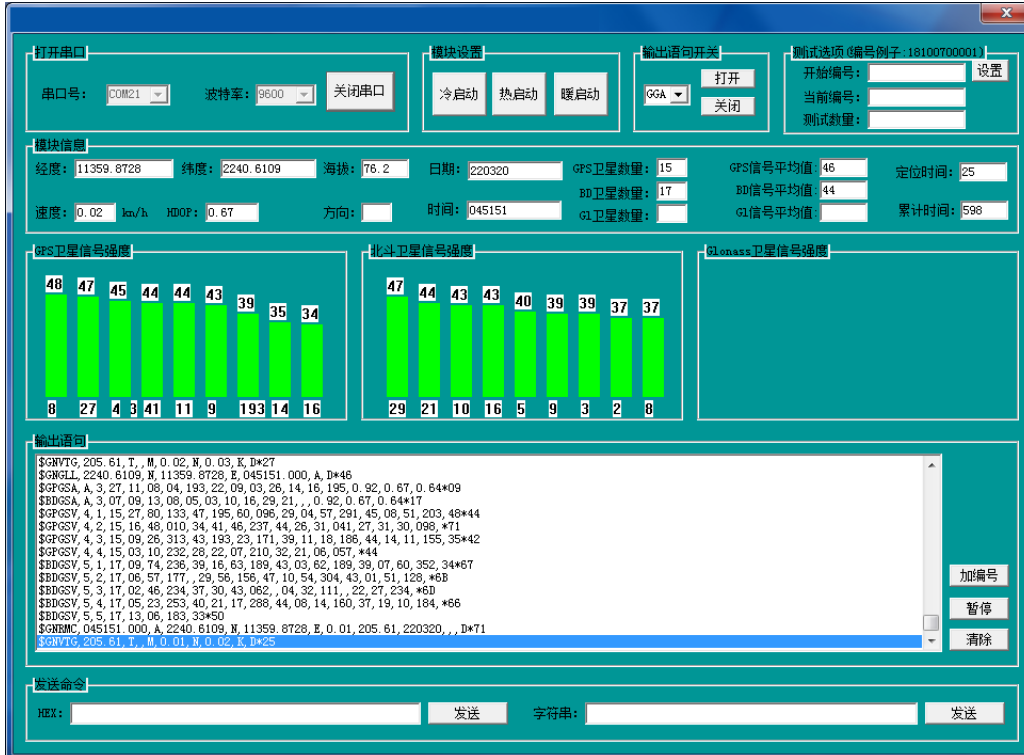 打开串口
串口号: COM21 波特率: 9600 关闭串口
模块设置
冷启动 热启动 暖启动
输出语句开关
GGA 打开
关闭
测试选项(编号例子:18100700001)
开始编号: 设置
当前编号:
测试数量:
模块信息
经度: 11359.8728 纬度: 2240.6109 海拔: 76.2 日期: 220320 GPS卫星数量: 15 GPS信号平均值: 46 定位时间: 25
BD卫星数量: 17 BD信号平均值: 44
速度: 0.02 km/h HDOP: 0.67 方向: 时间: 045151 Gl卫星数量: Gl信号平均值: 累计时间: 598
GPS卫星信号强度
48 47 45 44 44 43 39 35 34
8 27 4 3 41 11 9 193 14 16
北斗卫星信号强度
47 44 43 43 40 39 39 37 37
29 21 10 16 5 9 3 2 8
Glonass卫星信号强度
输出语句
$GNVTG,205.61,T,,M,0.02,N,0.03,K,D*27
$GNGLL,2240.6109,N,11359.8728,E,045151.000,A,D*46
$GPGSA,A,3,27,11,08,04,193,22,09,03,26,14,16,195,0.92,0.67,0.64*09
$BDGSA,A,3,07,09,13,08,05,03,10,16,29,21,,,0.92,0.67,0.64*17
$GPGSV,4,1,15,27,80,133,47,195,60,096,29,04,57,291,45,08,51,203,48*44
$GPGSV,4,2,15,16,48,010,34,41,46,237,44,26,31,041,27,31,30,098,*71
$GPGSV,4,3,15,09,26,313,43,193,23,171,39,11,18,186,44,14,11,155,35*42
$GPGSV,4,4,15,03,10,232,28,22,07,210,32,21,06,057,*44
$BDGSV,5,1,17,09,74,236,39,16,63,189,43,03,62,189,39,07,60,352,34*67
$BDGSV,5,2,17,06,57,177,,29,56,156,47,10,54,304,43,01,51,128,*6B
$BDGSV,5,3,17,02,46,234,37,30,43,062,,04,32,111,,22,27,234,*6D
$BDGSV,5,4,17,05,23,253,40,21,17,288,44,08,14,160,37,19,10,184,*66
$BDGSV,5,5,17,13,06,183,33*50
$GNRMC,045151.000,A,2240.6109,N,11359.8728,E,0.01,205.61,220320,,,D*71
$GNVTG,205.61,T,,M,0.01,N,0.02,K,D*25
加编号
暂停
清除
发送命令
HEX: 发送 字符串: 发送